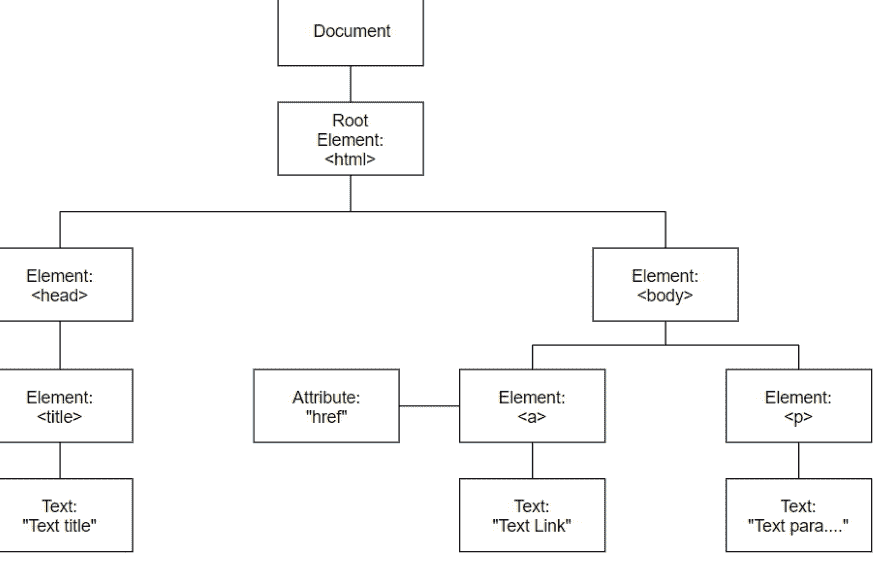 Document
Root
Element:
<html>
Element:
<head>
Element:
<body>
Element:
<title>
Attribute:
"href"
Element:
<a>
Element:
<p>
Text:
"Text title"
Text:
"Text Link"
Text:
"Text para...."